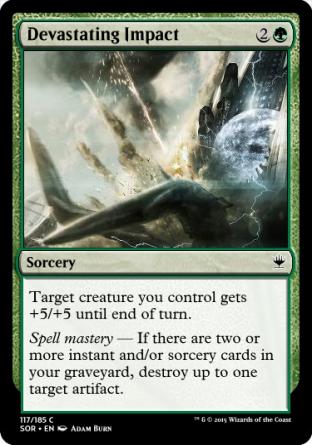 Devastating Impact 2
Sorcery
Target creature you control gets
+5/+5 until end of turn.
Spell mastery — If there are two or
more instant and/or sorcery cards in
your graveyard, destroy up to one
target artifact.
117/185 C
SOR • EN ADAM BURN
™ & © 2015 Wizards of the Coast